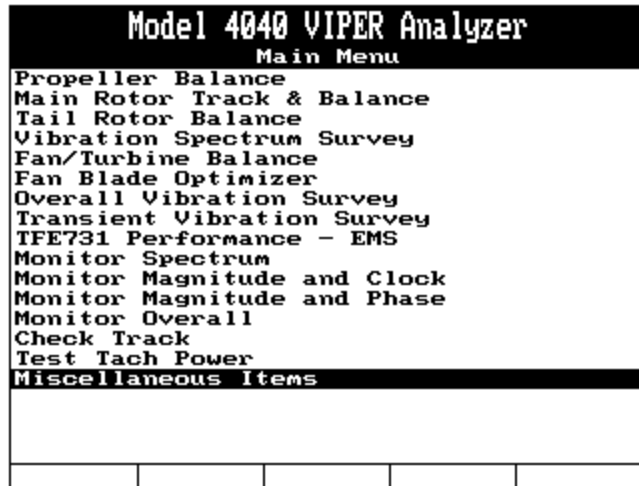 Model 4040 VIPER Analyzer
Main Menu
Propeller Balance
Main Rotor Track & Balance
Tail Rotor Balance
Vibration Spectrum Survey
Fan/Turbine Balance
Fan Blade Optimizer
Overall Vibration Survey
Transient Vibration Survey
TFE731 Performance - EMS
Monitor Spectrum
Monitor Magnitude and Clock
Monitor Magnitude and Phase
Monitor Overall
Check Track
Test Tach Power
Miscellaneous Items